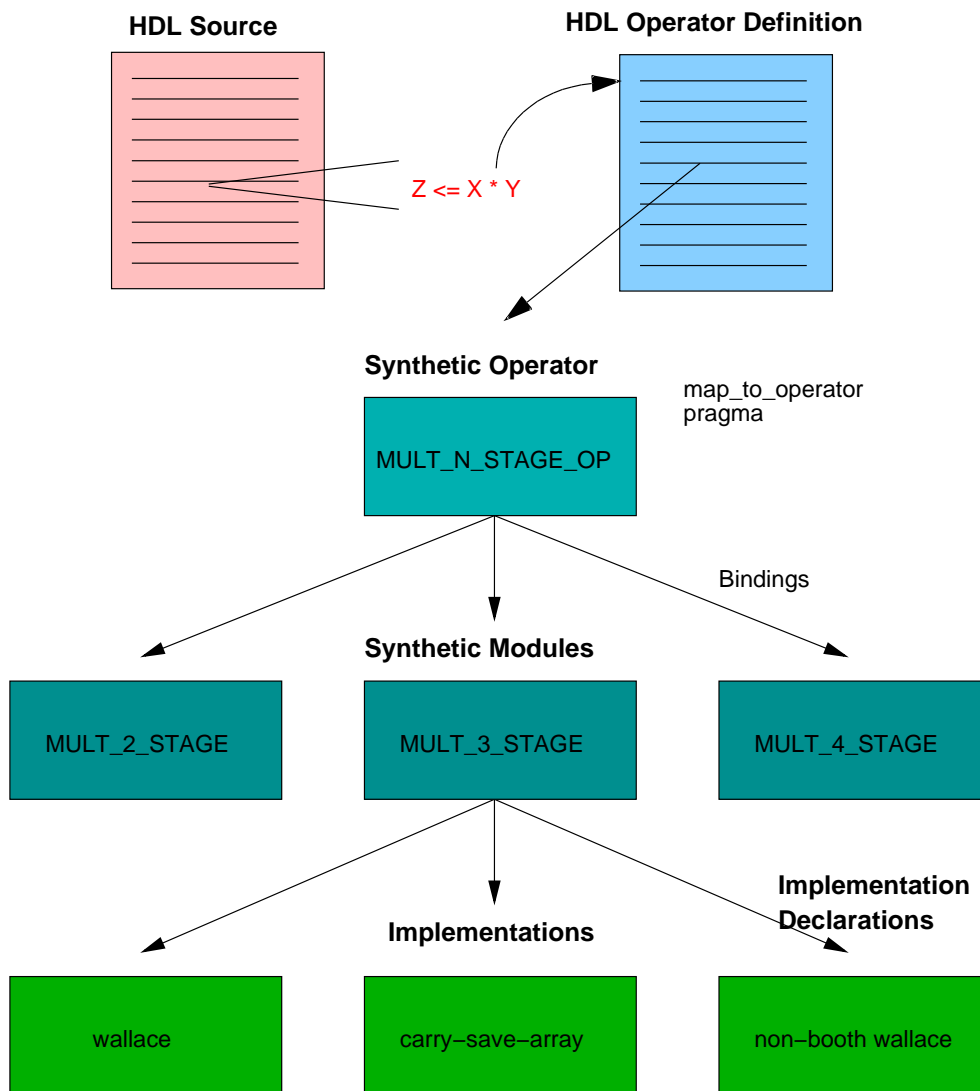 HDL Source
HDL Operator Definition
Z <= X * Y
Synthetic Operator
map_to_operator
pragma
MULT_N_STAGE_OP
Bindings
Synthetic Modules
MULT_2_STAGE
MULT_3_STAGE
MULT_4_STAGE
Implementation
Declarations
Implementations
wallace
carry−save−array
non−booth wallace